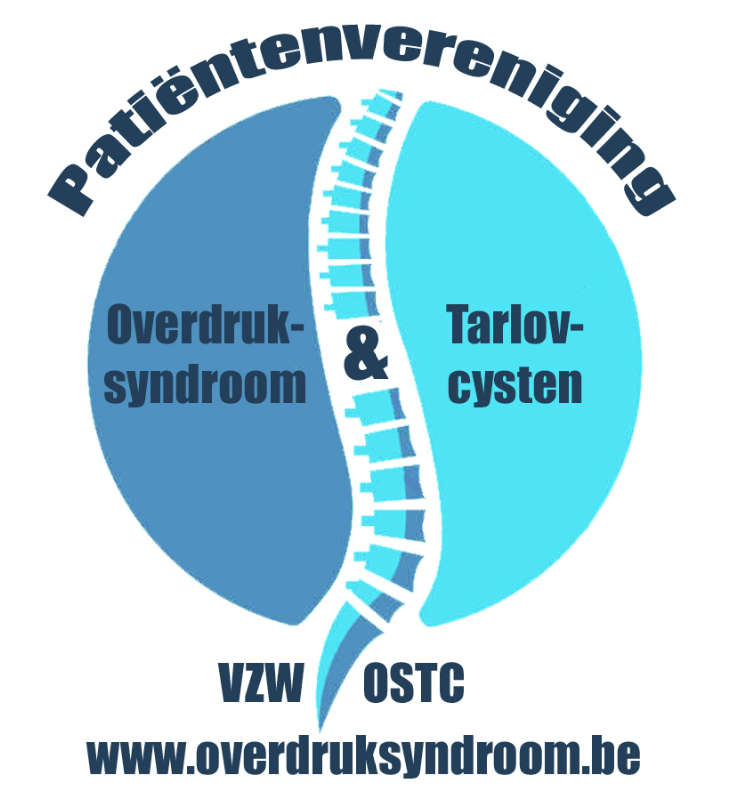 Patiëntenvereniging
Overdruk-
syndroom
&
Tarlov-
cysten
VZW OSTC
www.overdruksyndroom.be